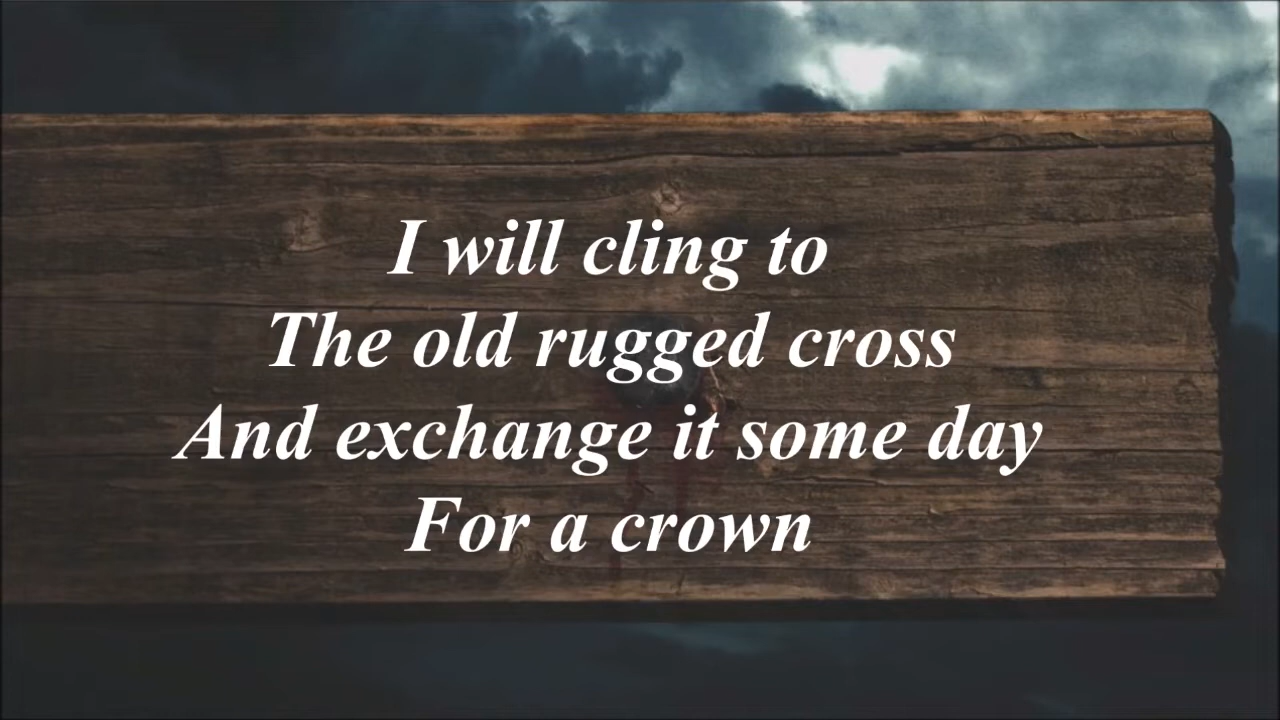 I will cling to
The old rugged cross
And exchange it some day
For a crown